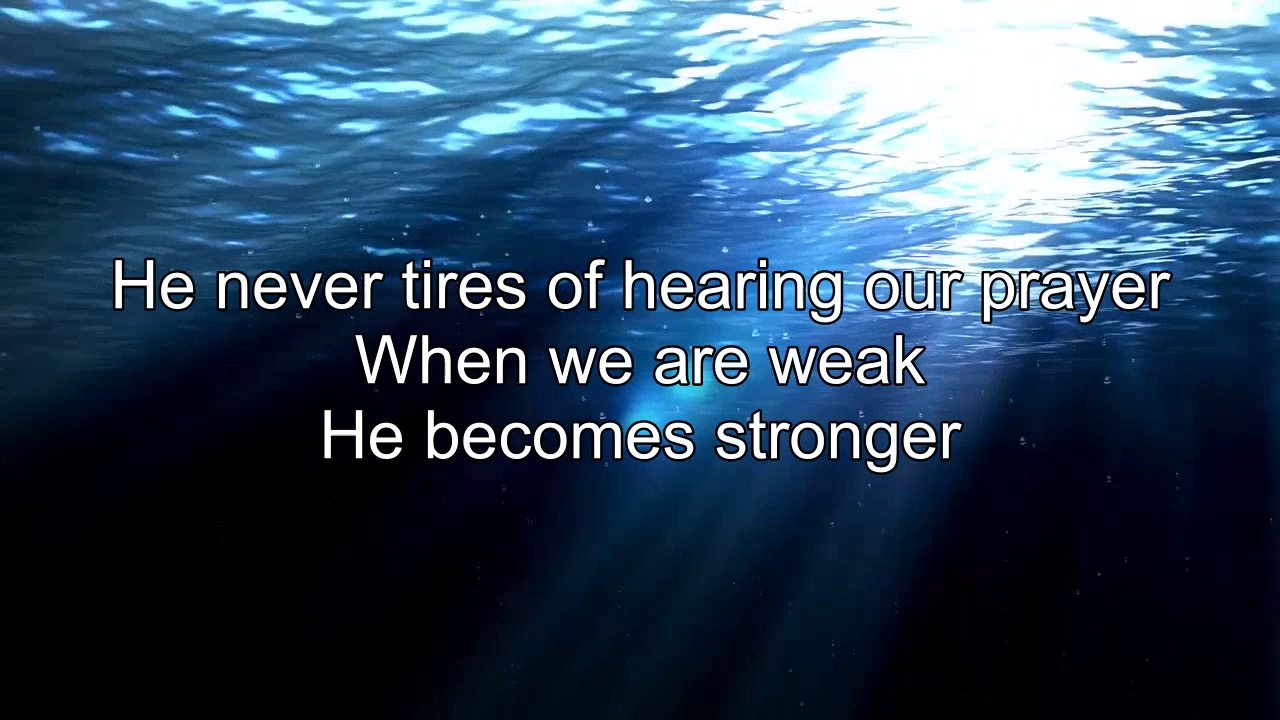 He never tires of hearing our prayer
When we are weak
He becomes stronger